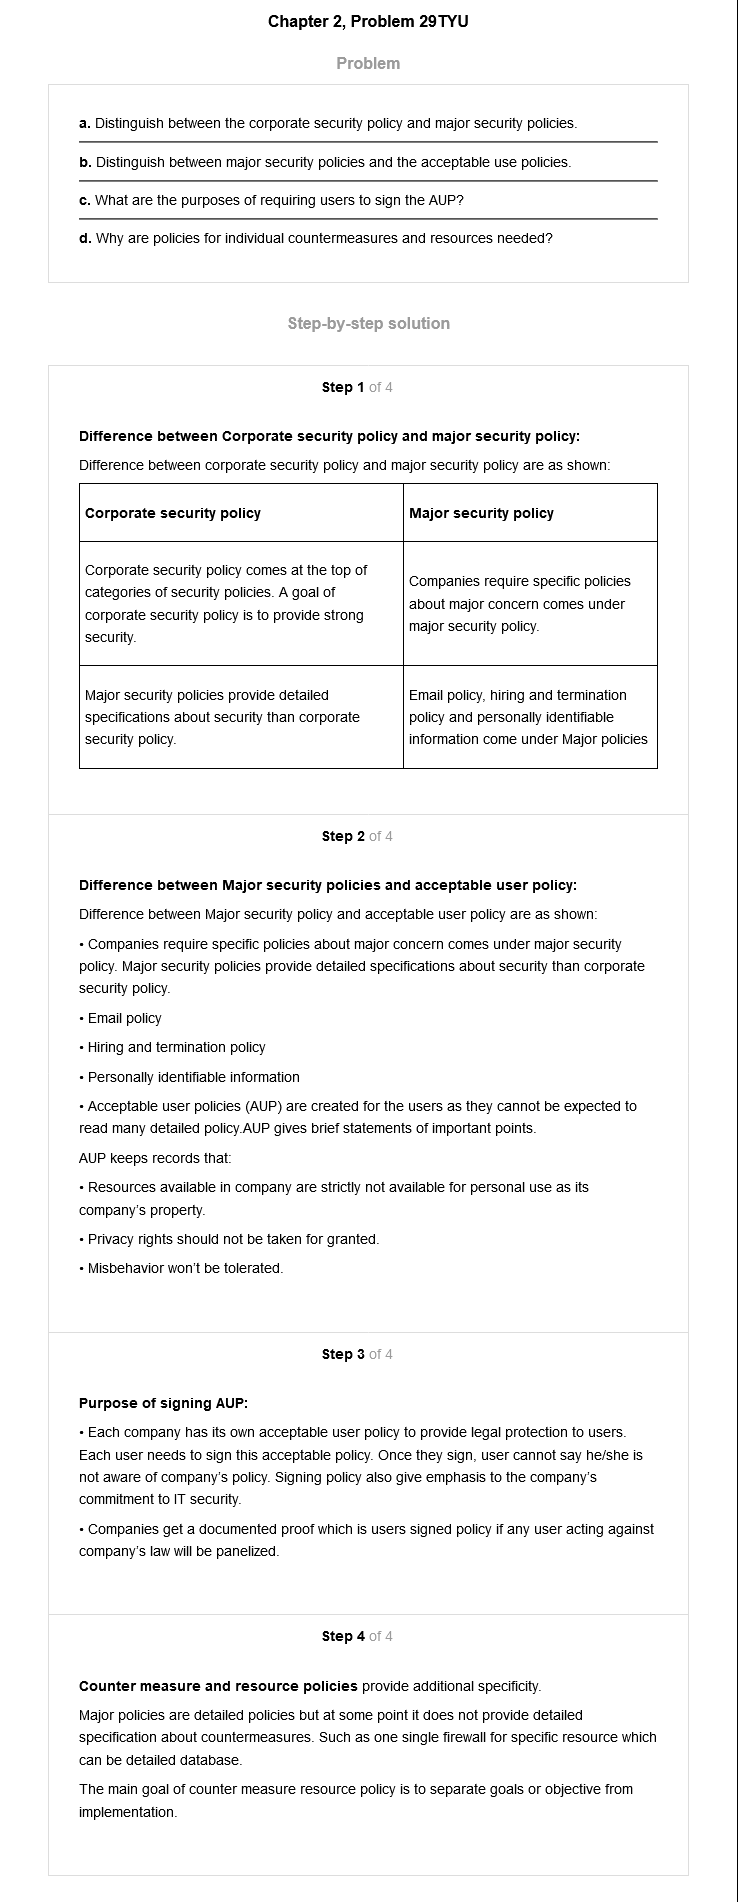 Chapter 2, Problem 29TYU
Problem
a. Distinguish between the corporate security policy and major security policies.
b. Distinguish between major security policies and the acceptable use policies.
c. What are the purposes of requiring users to sign the AUP?
d. Why are policies for individual countermeasures and resources needed?
Step-by-step solution
Step 1 of 4
Difference between Corporate security policy and major security policy:
Difference between corporate security policy and major security policy are as shown:
Corporate security policy
Major security policy
Corporate security policy comes at the top of
categories of security policies. A goal of
corporate security policy is to provide strong
security.
Companies require specific policies
about major concern comes under
major security policy.
Major security policies provide detailed
specifications about security than corporate
security policy.
Email policy, hiring and termination
policy and personally identifiable
information come under Major policies
Step 2 of 4
Difference between Major security policies and acceptable user policy:
Difference between Major security policy and acceptable user policy are as shown:
• Companies require specific policies about major concern comes under major security
policy. Major security policies provide detailed specifications about security than corporate
security policy.
• Email policy
• Hiring and termination policy
• Personally identifiable information
• Acceptable user policies (AUP) are created for the users as they cannot be expected to
read many detailed policy.AUP gives brief statements of important points.
AUP keeps records that:
• Resources available in company are strictly not available for personal use as its
company's property.
• Privacy rights should not be taken for granted.
• Misbehavior won't be tolerated.
Step 3 of 4
Purpose of signing AUP:
• Each company has its own acceptable user policy to provide legal protection to users.
Each user needs to sign this acceptable policy. Once they sign, user cannot say he/she is
not aware of company's policy. Signing policy also give emphasis to the company's
commitment to IT security.
• Companies get a documented proof which is users signed policy if any user acting against
company's law will be panelized.
Step 4 of 4
Counter measure and resource policies provide additional specificity.
Major policies are detailed policies but at some point it does not provide detailed
specification about countermeasures. Such as one single firewall for specific resource which
can be detailed database.
The main goal of counter measure resource policy is to separate goals or objective from
implementation.